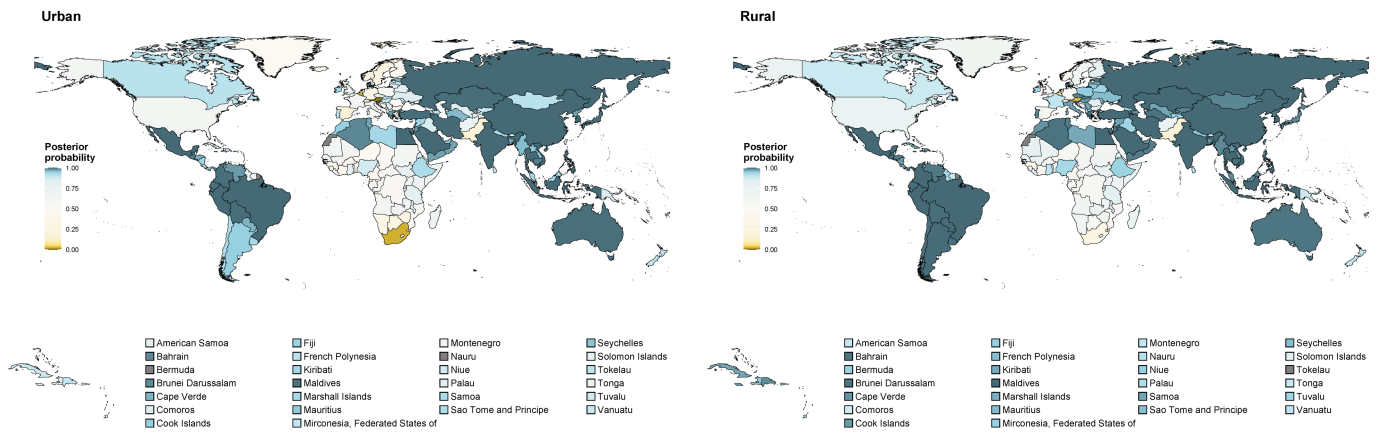 Urban
Posterior
probability
1.00
0.75
0.50
0.25
0.00
American Samoa
Bahrain
Bermuda
Brunei Darussalam
Cape Verde
Comoros
Cook Islands
Fiji
French Polynesia
Kiribati
Maldives
Marshall Islands
Mauritius
Mirconesia, Federated States of
Montenegro
Nauru
Niue
Palau
Samoa
Sao Tome and Principe
Seychelles
Solomon Islands
Tokelau
Tonga
Tuvalu
Vanuatu
Rural
Posterior
probability
1.00
0.75
0.50
0.25
0.00
American Samoa
Bahrain
Bermuda
Brunei Darussalam
Cape Verde
Comoros
Cook Islands
Fiji
French Polynesia
Kiribati
Maldives
Marshall Islands
Mauritius
Mirconesia, Federated States of
Montenegro
Nauru
Niue
Palau
Samoa
Sao Tome and Principe
Seychelles
Solomon Islands
Tokelau
Tonga
Tuvalu
Vanuatu